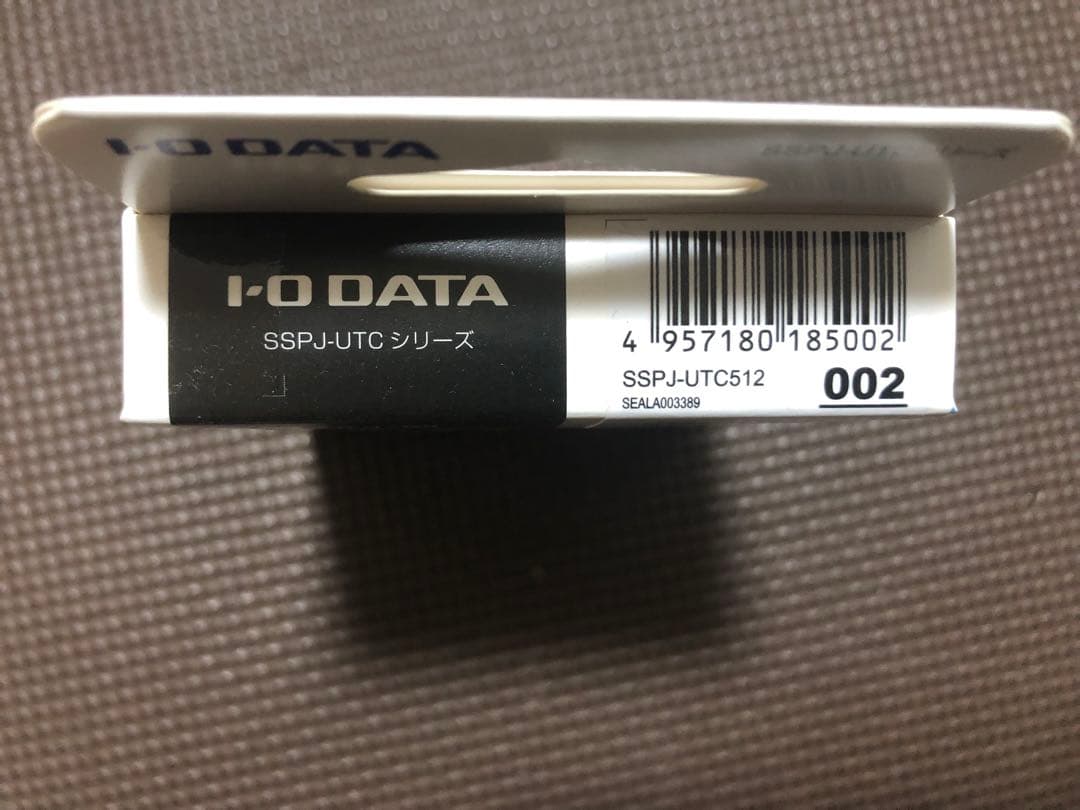 I-O DATA
I-O DATA
SSPJ-UTC シリーズ
4 957180 185002
SSPJ-UTC512
002
SEALA003389